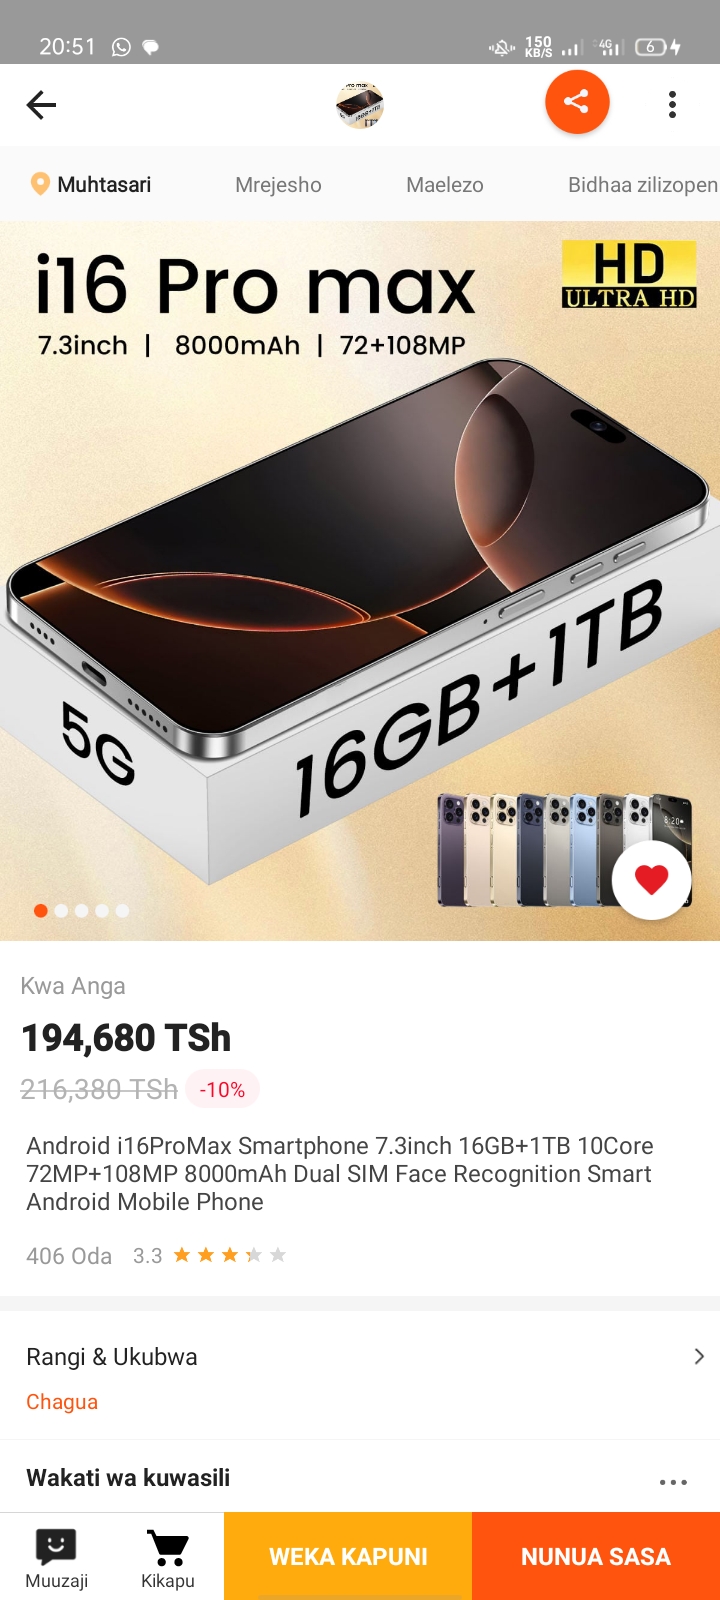 20:51
150 KB/S
4G
6
Muhtasari
Mrejesho
Maelezo
Bidhaa zilizopen
i16 Pro max
HD
ULTRA HD
7.3inch | 8000mAh | 72+108MP
5G
16GB+1TB
Kwa Anga
194,680 TSh
216,380 TSh
-10%
Android i16ProMax Smartphone 7.3inch 16GB+1TB 10Core
72MP+108MP 8000mAh Dual SIM Face Recognition Smart
Android Mobile Phone
406 Oda
3.3
Rangi & Ukubwa
Chagua
Wakati wa kuwasili
Muuzaji
Kikapu
WEKA KAPUNI
NUNUA SASA